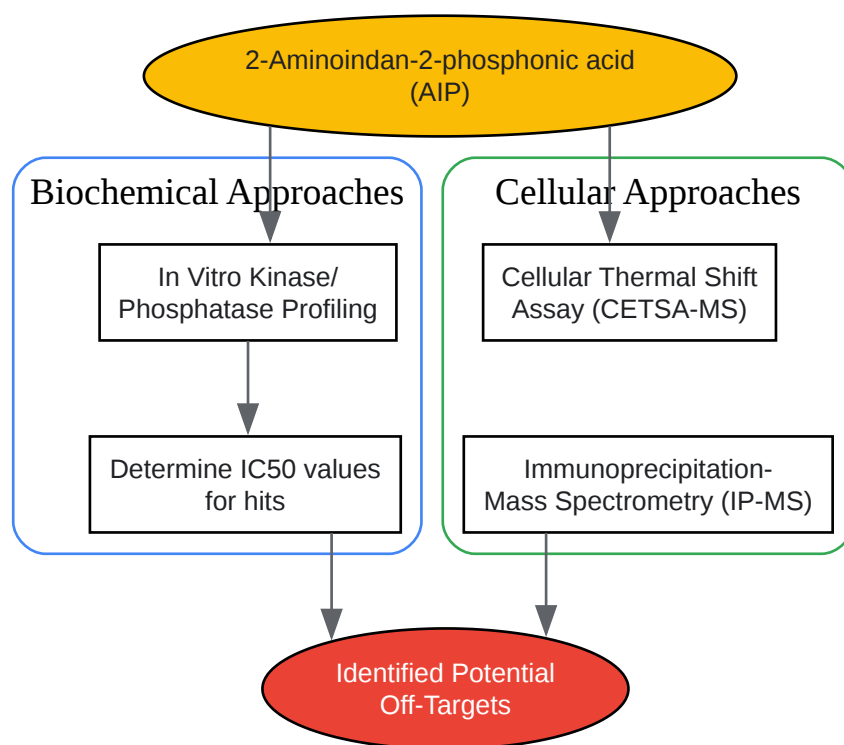 2-Aminoindan-2-phosphonic acid
(AIP)
Biochemical Approaches
In Vitro Kinase/
Phosphatase Profiling
Determine IC50 values
for hits
Cellular Approaches
Cellular Thermal Shift
Assay (CETSA-MS)
Immunoprecipitation-
Mass Spectrometry (IP-MS)
Identified Potential
Off-Targets